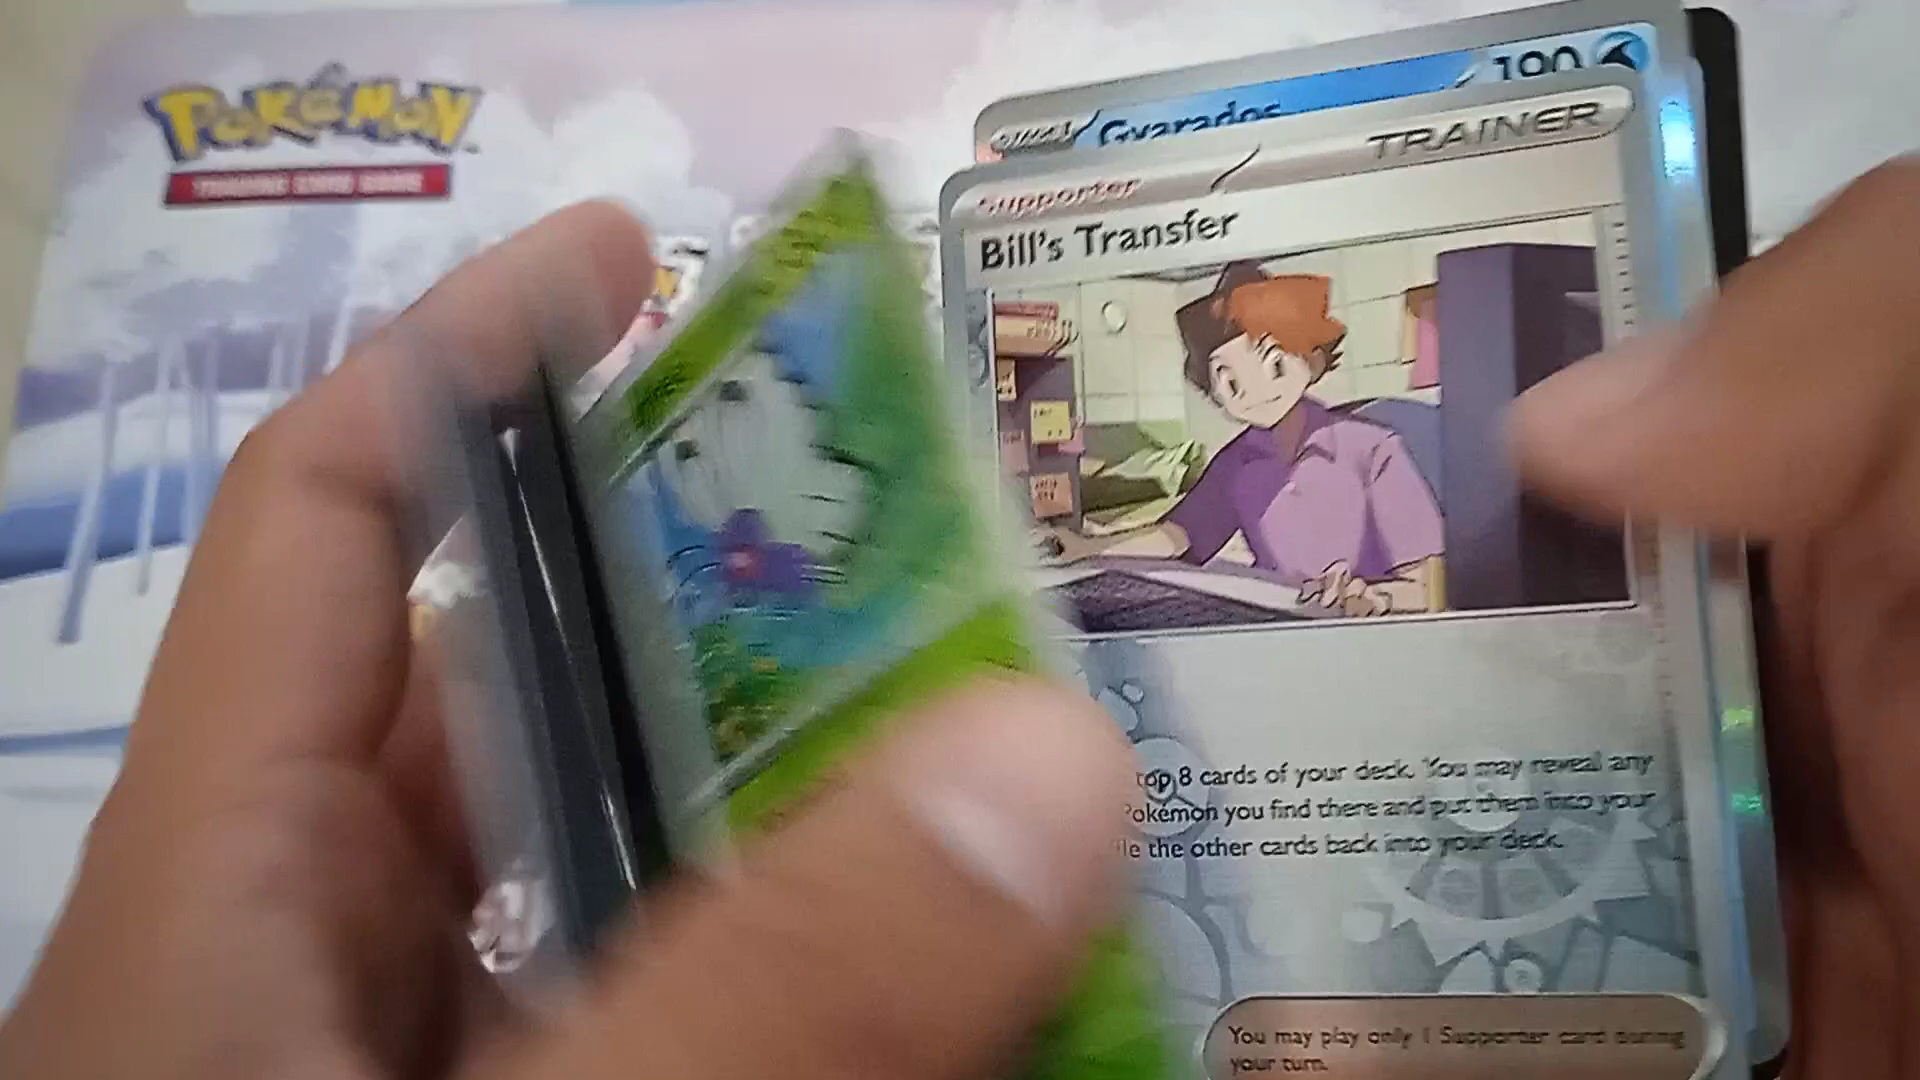 POKéMON
TRADING CARD GAME
190
Gyarados
TRAINER
Supporter
Bill's Transfer
top 8 cards of your deck. You may reveal any
Pokémon you find there and put them into your
the other cards back into your deck.
You may play only 1 Supporter card during
your turn.